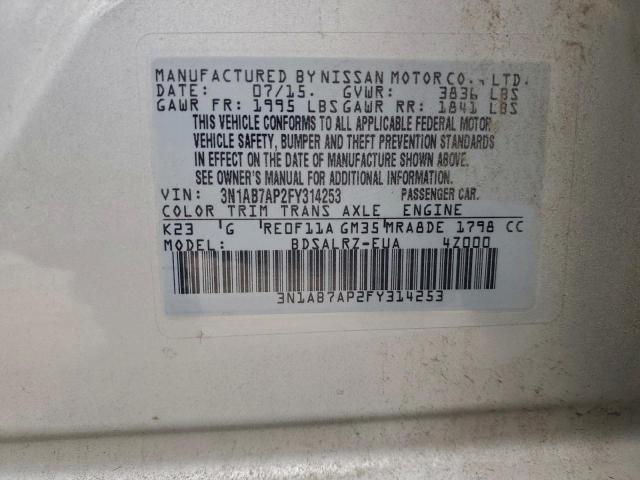 MANUFACTURED BY NISSAN MOTOR CO., LTD.
DATE: 07/15. GVWR: 3836 LBS
GAWR FR: 1995 LBS GAWR RR: 1841 LBS
THIS VEHICLE CONFORMS TO ALL APPLICABLE FEDERAL MOTOR
VEHICLE SAFETY, BUMPER AND THEFT PREVENTION STANDARDS
IN EFFECT ON THE DATE OF MANUFACTURE SHOWN ABOVE.
SEE OWNER'S MANUAL FOR ADDITIONAL INFORMATION.
VIN: 3N1AB7AP2FY314253 PASSENGER CAR.
COLOR TRIM TRANS AXLE ENGINE
K23 G RE0F11A GM35 MRA8DE 1798 CC
MODEL: BDSALRZ-EUA 4Z000
3N1AB7AP2FY314253